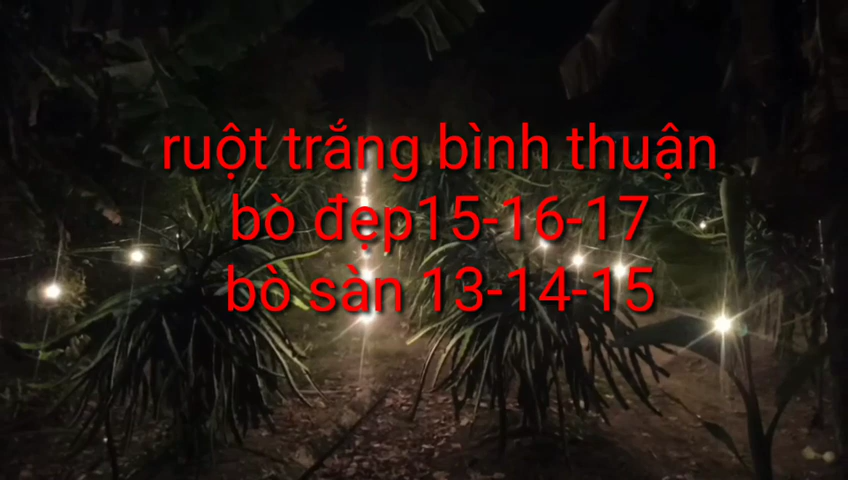 ruột trắng bình thuận
bò đẹp15-16-17
bò sàn 13-14-15